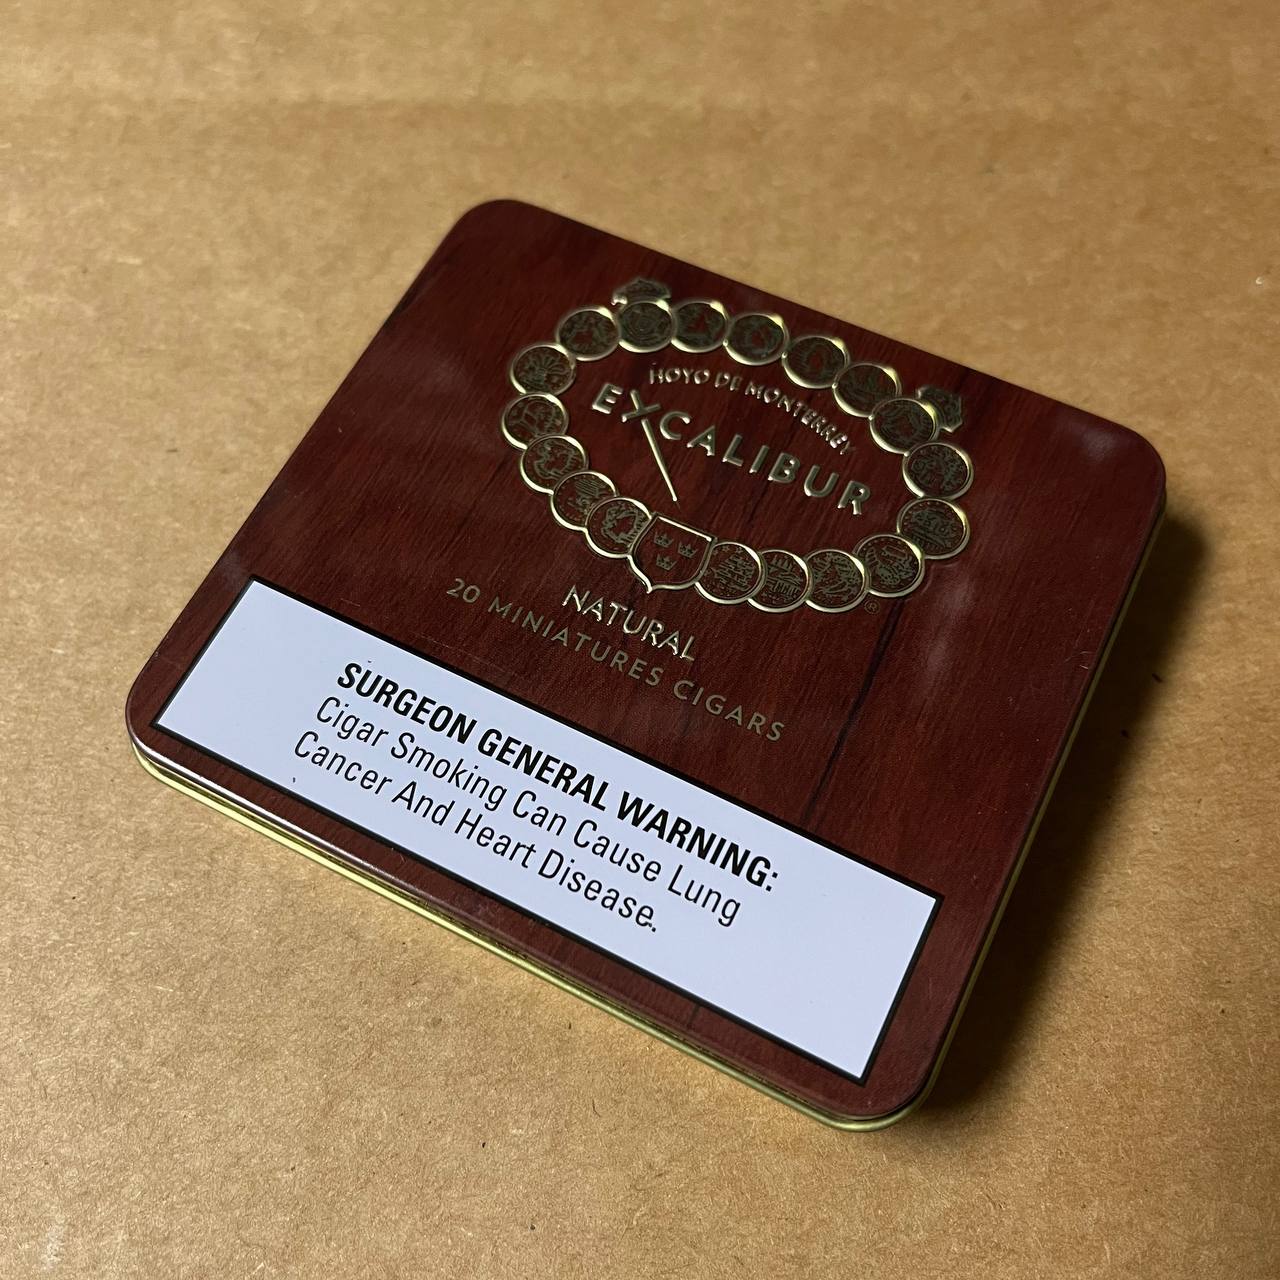 HOYO DE MONTERREY
EXCALIBUR
®
NATURAL
20 MINIATURES CIGARS
SURGEON GENERAL WARNING:
Cigar Smoking Can Cause Lung
Cancer And Heart Disease.